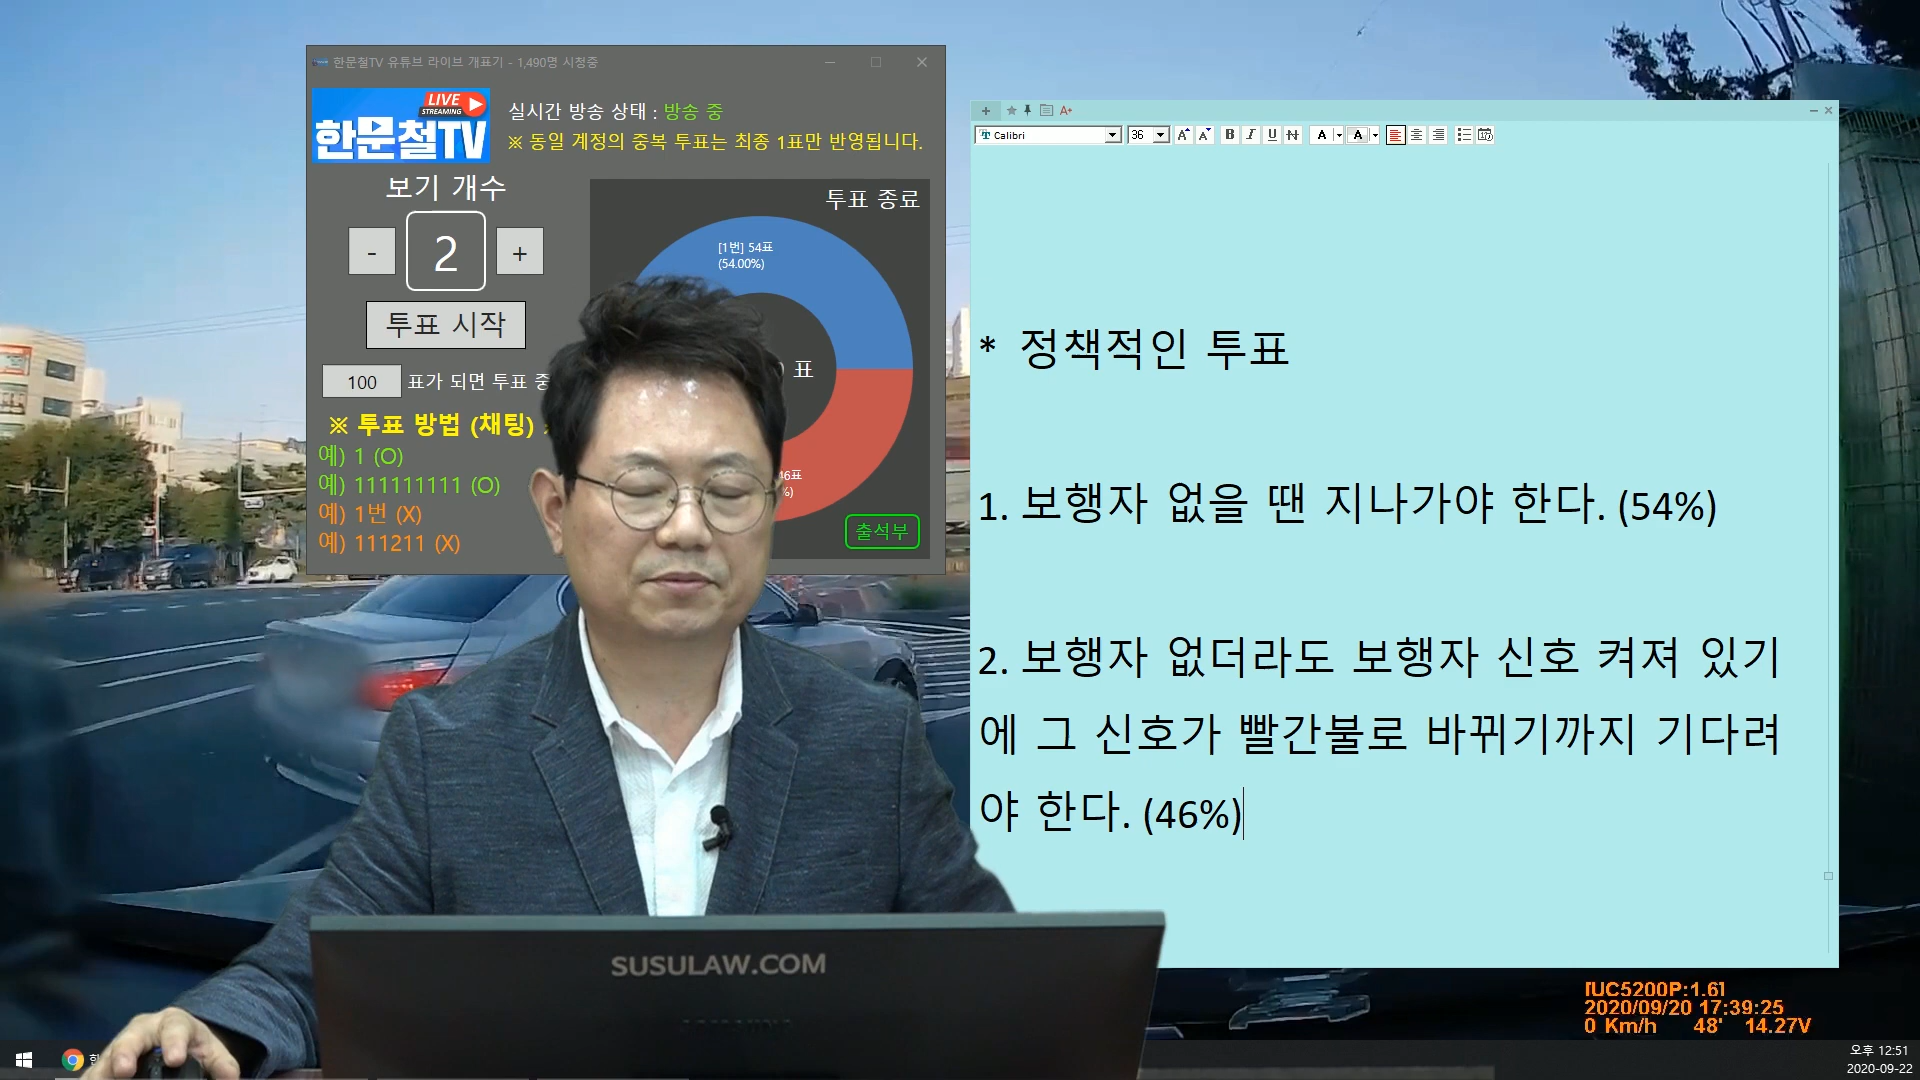 한문철TV 유튜브 라이브 개표기 - 1,490명 시청중
LIVE
STREAMING
한문철TV
실시간 방송 상태 : 방송 중
※ 동일 계정의 중복 투표는 최종 1표만 반영됩니다.
보기 개수
- 2 +
투표 시작
100 표가 되면 투표 중
※ 투표 방법 (채팅)
예) 1 (O)
예) 111111111 (O)
예) 1번 (X)
예) 111211 (X)
투표 종료
[1번] 54표
(54.00%)
표
출석부
Calibri 36
* 정책적인 투표
1. 보행자 없을 땐 지나가야 한다. (54%)
2. 보행자 없더라도 보행자 신호 켜져 있기
에 그 신호가 빨간불로 바뀌기까지 기다려
야 한다. (46%)
SUSULAW.COM
[UC5200P:1.6]
2020/09/20 17:39:25
0 Km/h 48' 14.27V
오후 12:51
2020-09-22